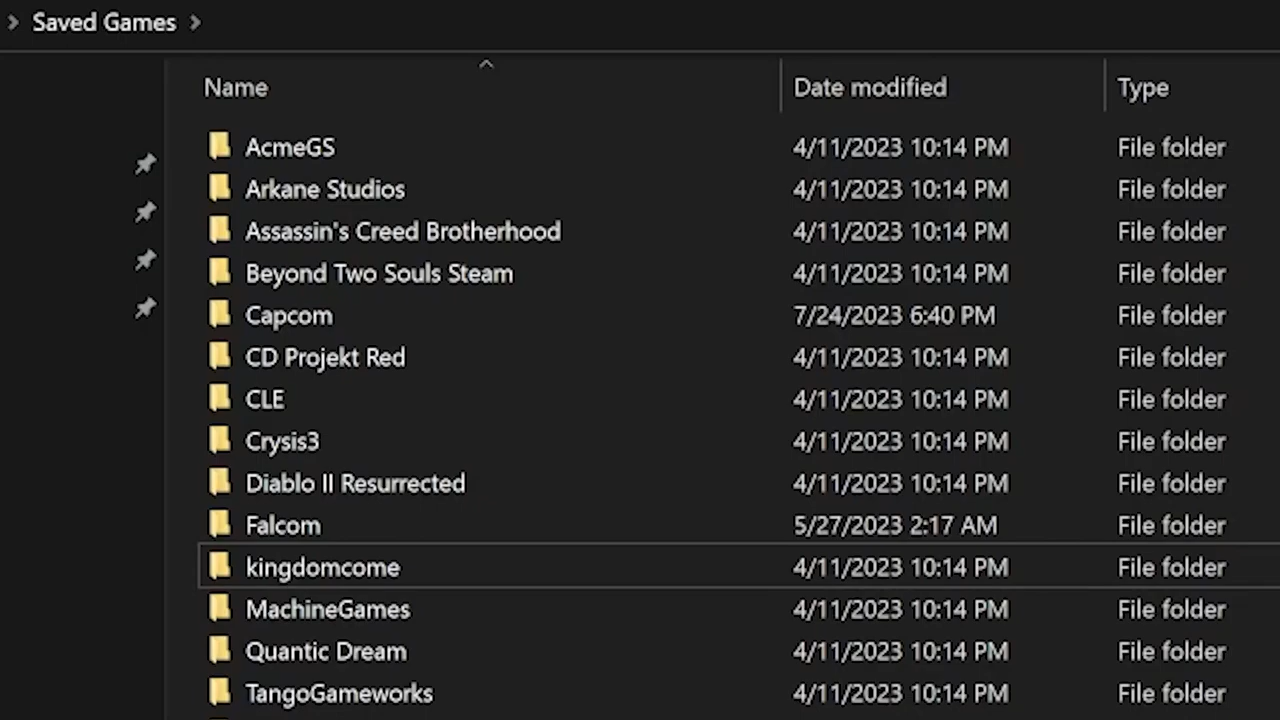 Saved Games
Name Date modified Type
AcmeGS 4/11/2023 10:14 PM File folder
Arkane Studios 4/11/2023 10:14 PM File folder
Assassin's Creed Brotherhood 4/11/2023 10:14 PM File folder
Beyond Two Souls Steam 4/11/2023 10:14 PM File folder
Capcom 7/24/2023 6:40 PM File folder
CD Projekt Red 4/11/2023 10:14 PM File folder
CLE 4/11/2023 10:14 PM File folder
Crysis3 4/11/2023 10:14 PM File folder
Diablo II Resurrected 4/11/2023 10:14 PM File folder
Falcom 5/27/2023 2:17 AM File folder
kingdomcome 4/11/2023 10:14 PM File folder
MachineGames 4/11/2023 10:14 PM File folder
Quantic Dream 4/11/2023 10:14 PM File folder
TangoGameworks 4/11/2023 10:14 PM File folder